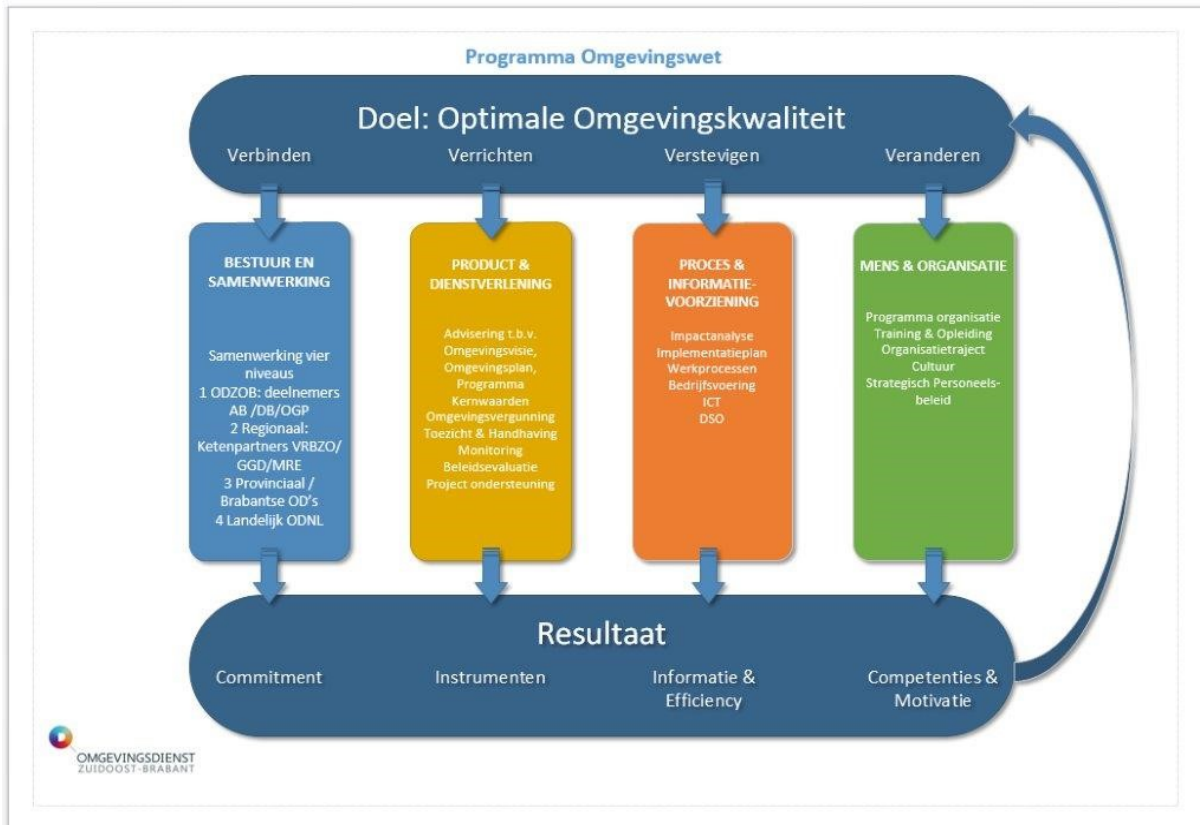 Programma Omgevingswet
Doel: Optimale Omgevingskwaliteit
Verbinden
Verrichten
Verstevigen
Veranderen
BESTUUR EN
SAMENWERKING
Samenwerking vier
niveaus
1 ODZOB: deelnemers
AB /DB/OGP
2 Regionaal:
Ketenpartners VRBZO/
GGD/MRE
3 Provinciaal /
Brabantse OD's
4 Landelijk ODNL
PRODUCT &
DIENSTVERLENING
Advisering t.b.v.
Omgevingsvisie,
Omgevingsplan,
Programma
Kernwaarden
Omgevingsvergunning
Toezicht & Handhaving
Monitoring
Beleidsevaluatie
Project ondersteuning
PROCES &
INFORMATIE-
VOORZIENING
Impactanalyse
Implementatieplan
Werkprocessen
Bedrijfsvoering
ICT
DSO
MENS & ORGANISATIE
Programma organisatie
Training & Opleiding
Organisatietraject
Cultuur
Strategisch Personeels-
beleid
Resultaat
Commitment
Instrumenten
Informatie &
Efficiency
Competenties &
Motivatie
OMGEVINGSDIENST
ZUIDOOST-BRABANT